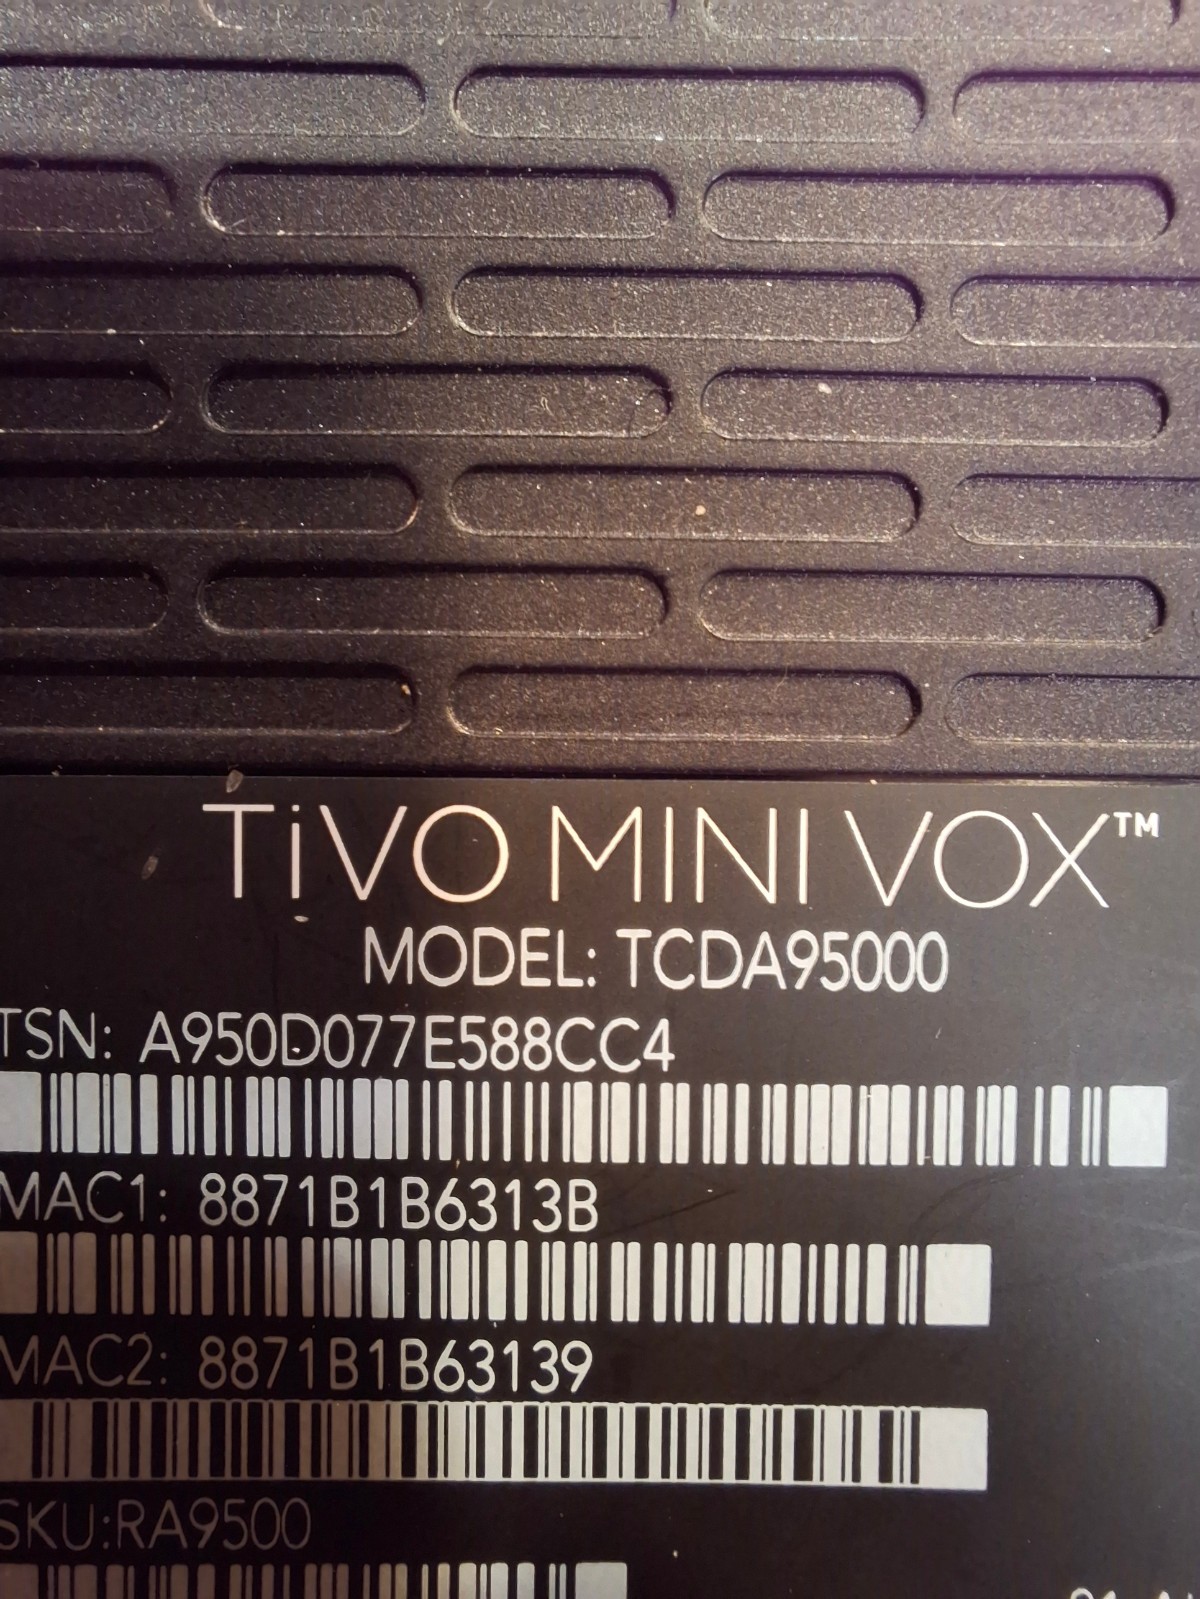 TiVO MINI VOX™
MODEL: TCDA95000
TSN: A950D077E588CC4
MAC1: 8871B1B6313B
MAC2: 8871B1B63139
SKU:RA9500